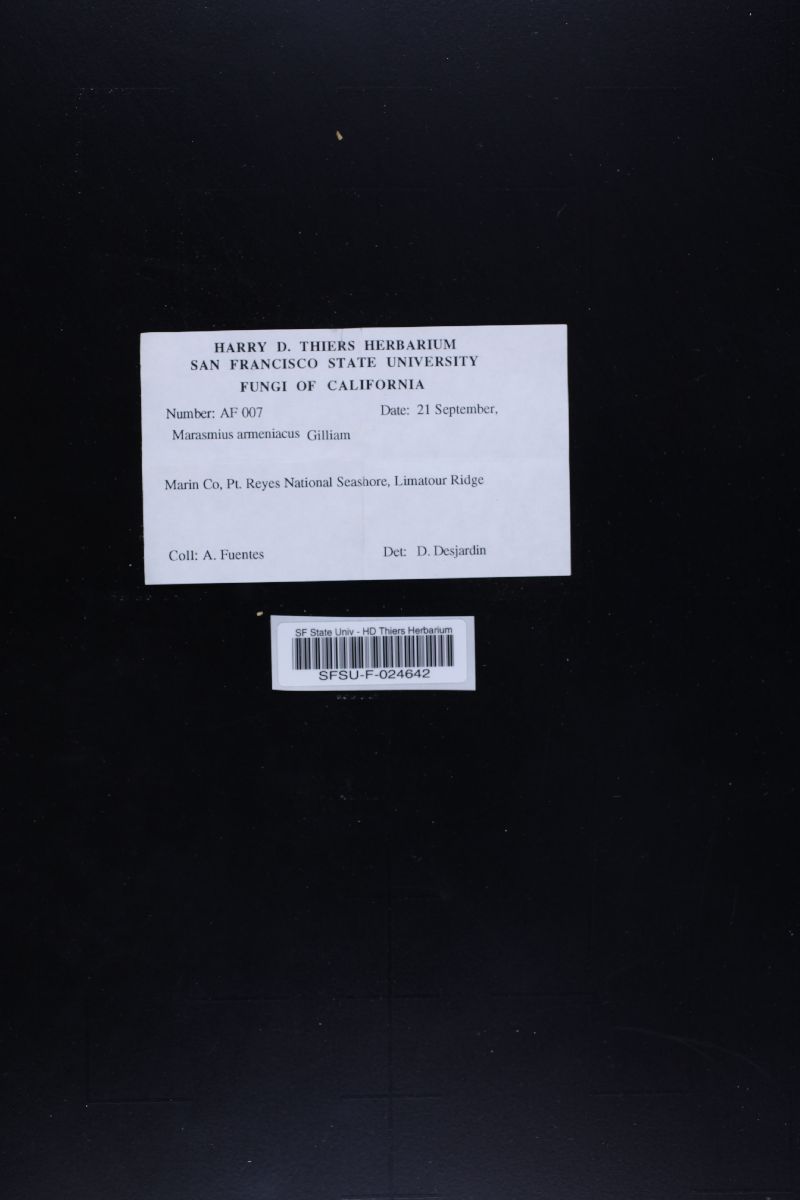 HARRY D. THIERS HERBARIUM
SAN FRANCISCO STATE UNIVERSITY
FUNGI OF CALIFORNIA
Number: AF 007 Date: 21 September,
Marasmius armeniacus Gilliam
Marin Co, Pt. Reyes National Seashore, Limatour Ridge
Coll: A. Fuentes Det: D. Desjardin
SF State Univ - HD Thiers Herbarium
SFSU-F-024642